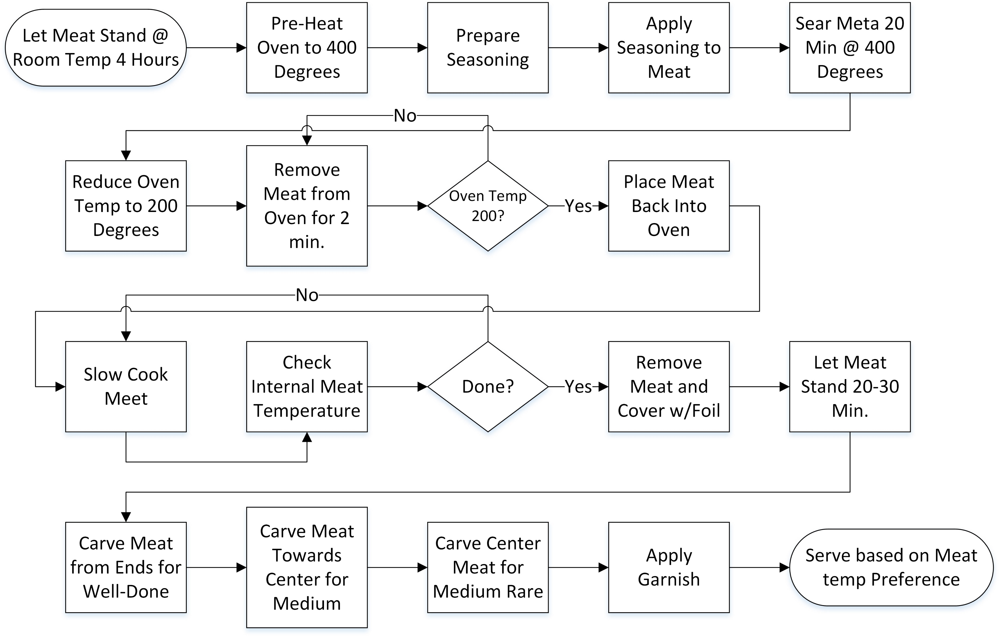 Let Meat Stand @
Room Temp 4 Hours
Pre-Heat
Oven to 400
Degrees
Prepare
Seasoning
Apply
Seasoning to
Meat
Sear Meta 20
Min @ 400
Degrees
No
Reduce Oven
Temp to 200
Degrees
Remove
Meat from
Oven for 2
min.
Oven Temp
200?
Yes
Place Meat
Back Into
Oven
No
Slow Cook
Meet
Check
Internal Meat
Temperature
Done?
Yes
Remove
Meat and
Cover w/Foil
Let Meat
Stand 20-30
Min.
Carve Meat
from Ends for
Well-Done
Carve Meat
Towards
Center for
Medium
Carve Center
Meat for
Medium Rare
Apply
Garnish
Serve based on Meat
temp Preference